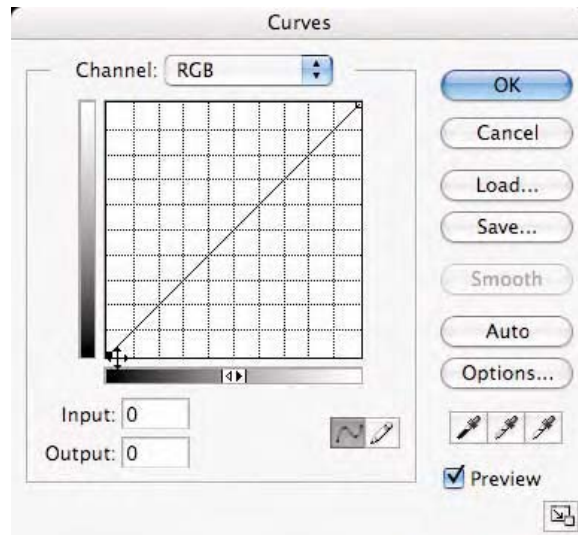 Curves
Channel: RGB
OK
Cancel
Load...
Save...
Smooth
Auto
Options...
Input: 0
Output: 0
Preview